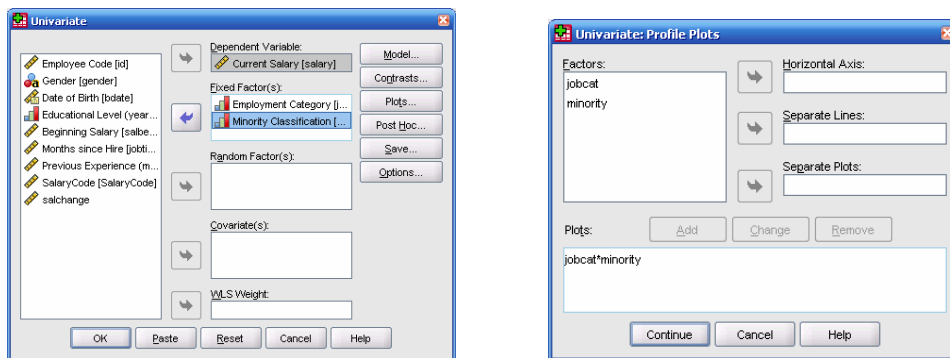 Univariate
Employee Code [id]
Gender [gender]
Date of Birth [bdate]
Educational Level (year...
Beginning Salary [salbe...
Months since Hire [jobti...
Previous Experience (m...
SalaryCode [SalaryCode]
salchange
Dependent Variable:
Current Salary [salary]
Fixed Factor(s):
Employment Category [j...
Minority Classification [...
Random Factor(s):
Covariate(s):
WLS Weight:
Model...
Contrasts...
Plots...
Post Hoc...
Save...
Options...
OK
Paste
Reset
Cancel
Help
Univariate: Profile Plots
Factors:
jobcat
minority
Horizontal Axis:
Separate Lines:
Separate Plots:
Plots:
Add
Change
Remove
jobcat*minority
Continue
Cancel
Help